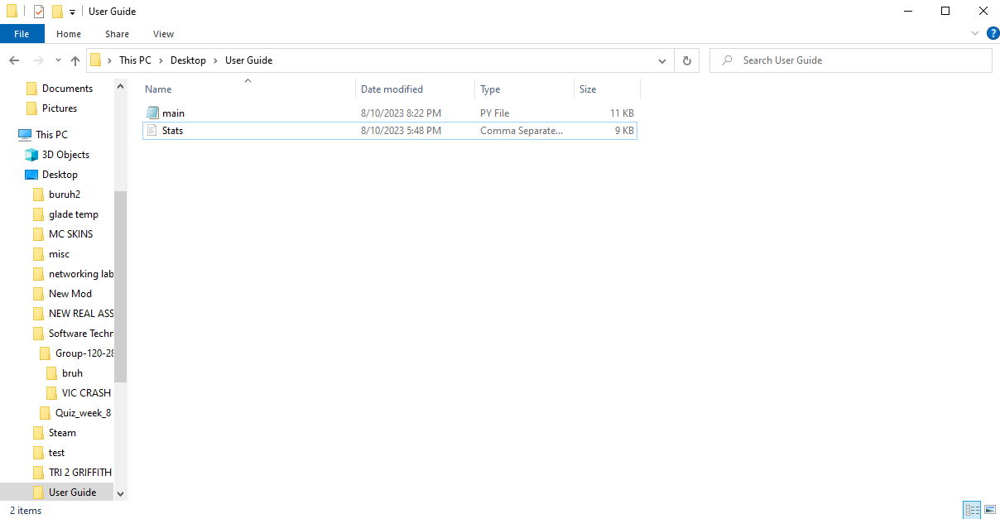 User Guide
File Home Share View
?
This PC > Desktop > User Guide
Search User Guide
Name Date modified Type Size
main 8/10/2023 8:22 PM PY File 11 KB
Stats 8/10/2023 5:48 PM Comma Separate... 9 KB
Documents
Pictures
This PC
3D Objects
Desktop
buruh2
glade temp
MC SKINS
misc
networking lab
New Mod
NEW REAL ASS
Software Techn
Group-120-28
bruh
VIC CRASH
Quiz_week_8
Steam
test
TRI 2 GRIFFITH
User Guide
2 items